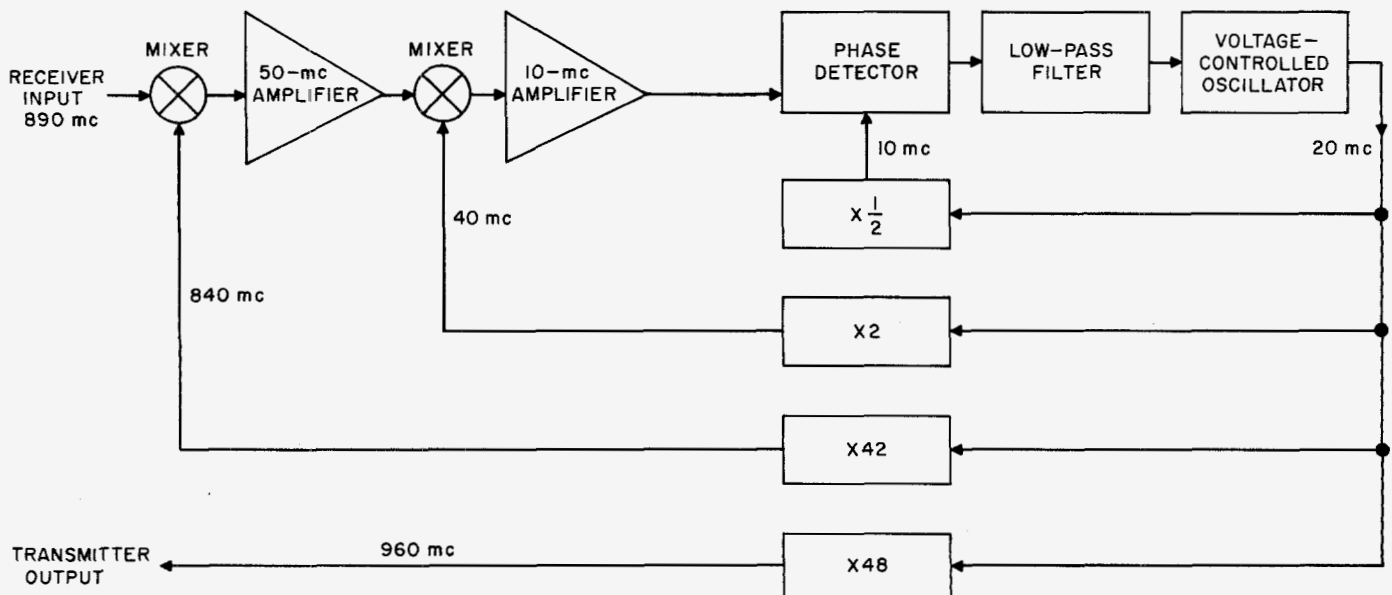 RECEIVER
INPUT
890 mc
MIXER
50-mc
AMPLIFIER
MIXER
10-mc
AMPLIFIER
PHASE
DETECTOR
LOW-PASS
FILTER
VOLTAGE-
CONTROLLED
OSCILLATOR
20 mc
10 mc
X 1/2
40 mc
X2
840 mc
X42
960 mc
X48
TRANSMITTER
OUTPUT